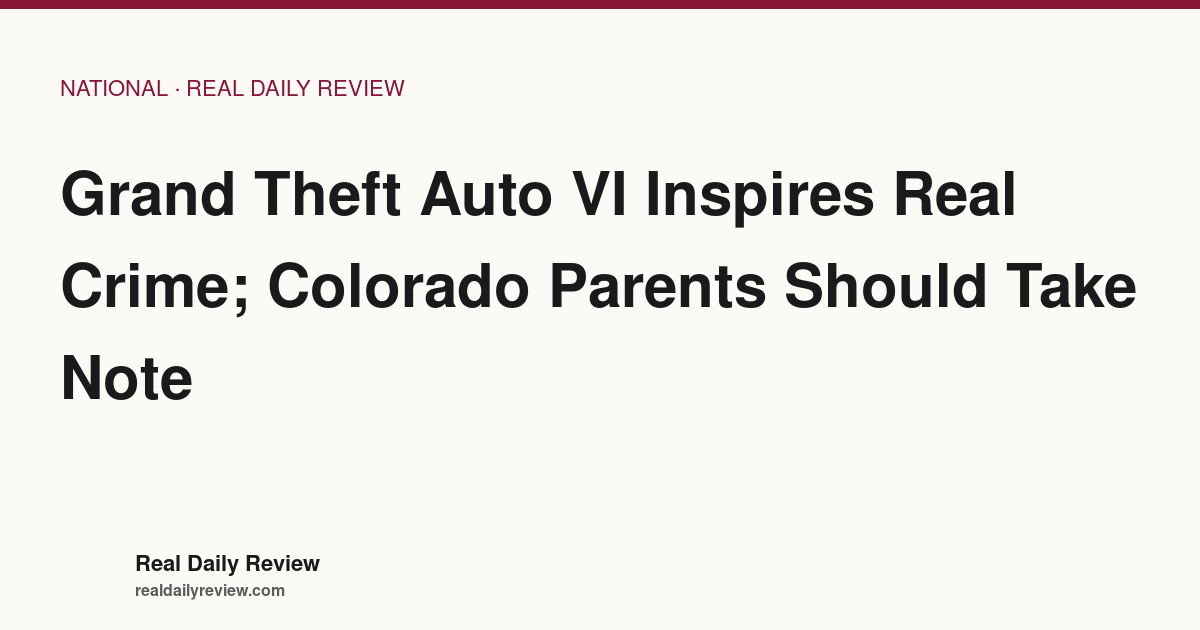 NATIONAL · REAL DAILY REVIEW
Grand Theft Auto VI Inspires Real
Crime; Colorado Parents Should Take
Note
Real Daily Review
realdailyreview.com